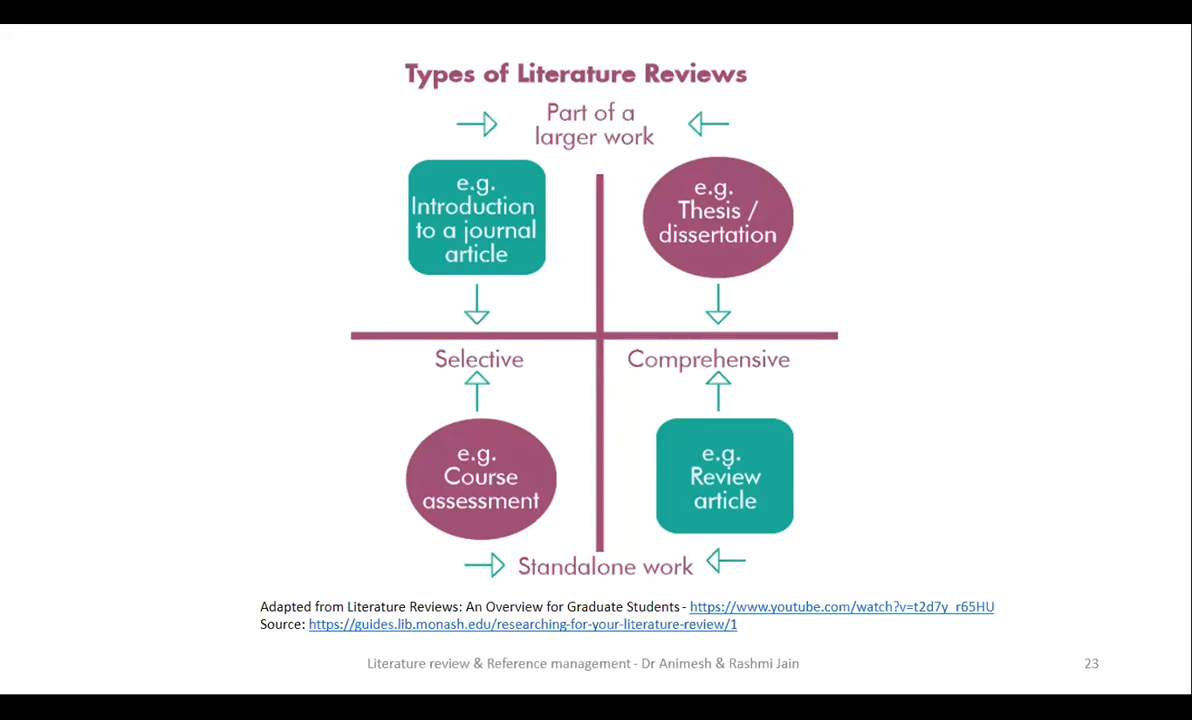 Types of Literature Reviews
Part of a
larger work
e.g.
Introduction
to a journal
article
e.g.
Thesis /
dissertation
Selective
Comprehensive
e.g.
Course
assessment
e.g.
Review
article
Standalone work
Adapted from Literature Reviews: An Overview for Graduate Students - https://www.youtube.com/watch?v=t2d7y_r65HU
Source: https://guides.lib.monash.edu/researching-for-your-literature-review/1
Literature review & Reference management - Dr Animesh & Rashmi Jain
23